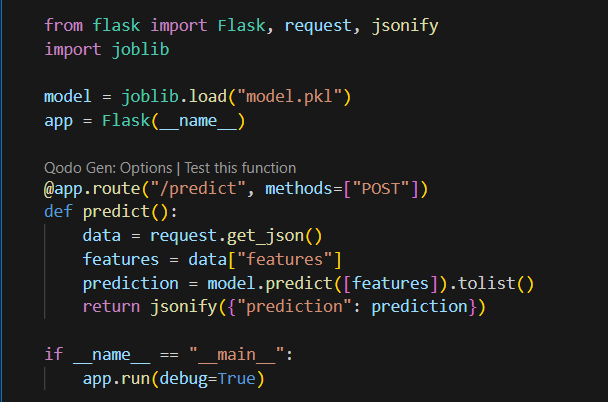 from flask import Flask, request, jsonify
import joblib
model = joblib.load("model.pkl")
app = Flask(__name__)
Qodo Gen: Options | Test this function
@app.route("/predict", methods=["POST"])
def predict():
    data = request.get_json()
    features = data["features"]
    prediction = model.predict([features]).tolist()
    return jsonify({"prediction": prediction})
if __name__ == "__main__":
    app.run(debug=True)